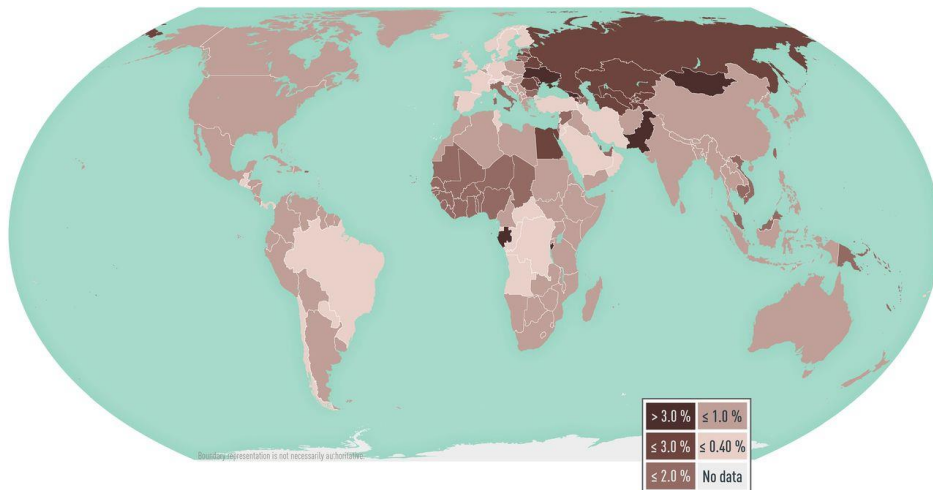 > 3.0 % ≤ 1.0 %
≤ 3.0 % ≤ 0.40 %
≤ 2.0 % No data
Boundary representation is not necessarily authoritative.